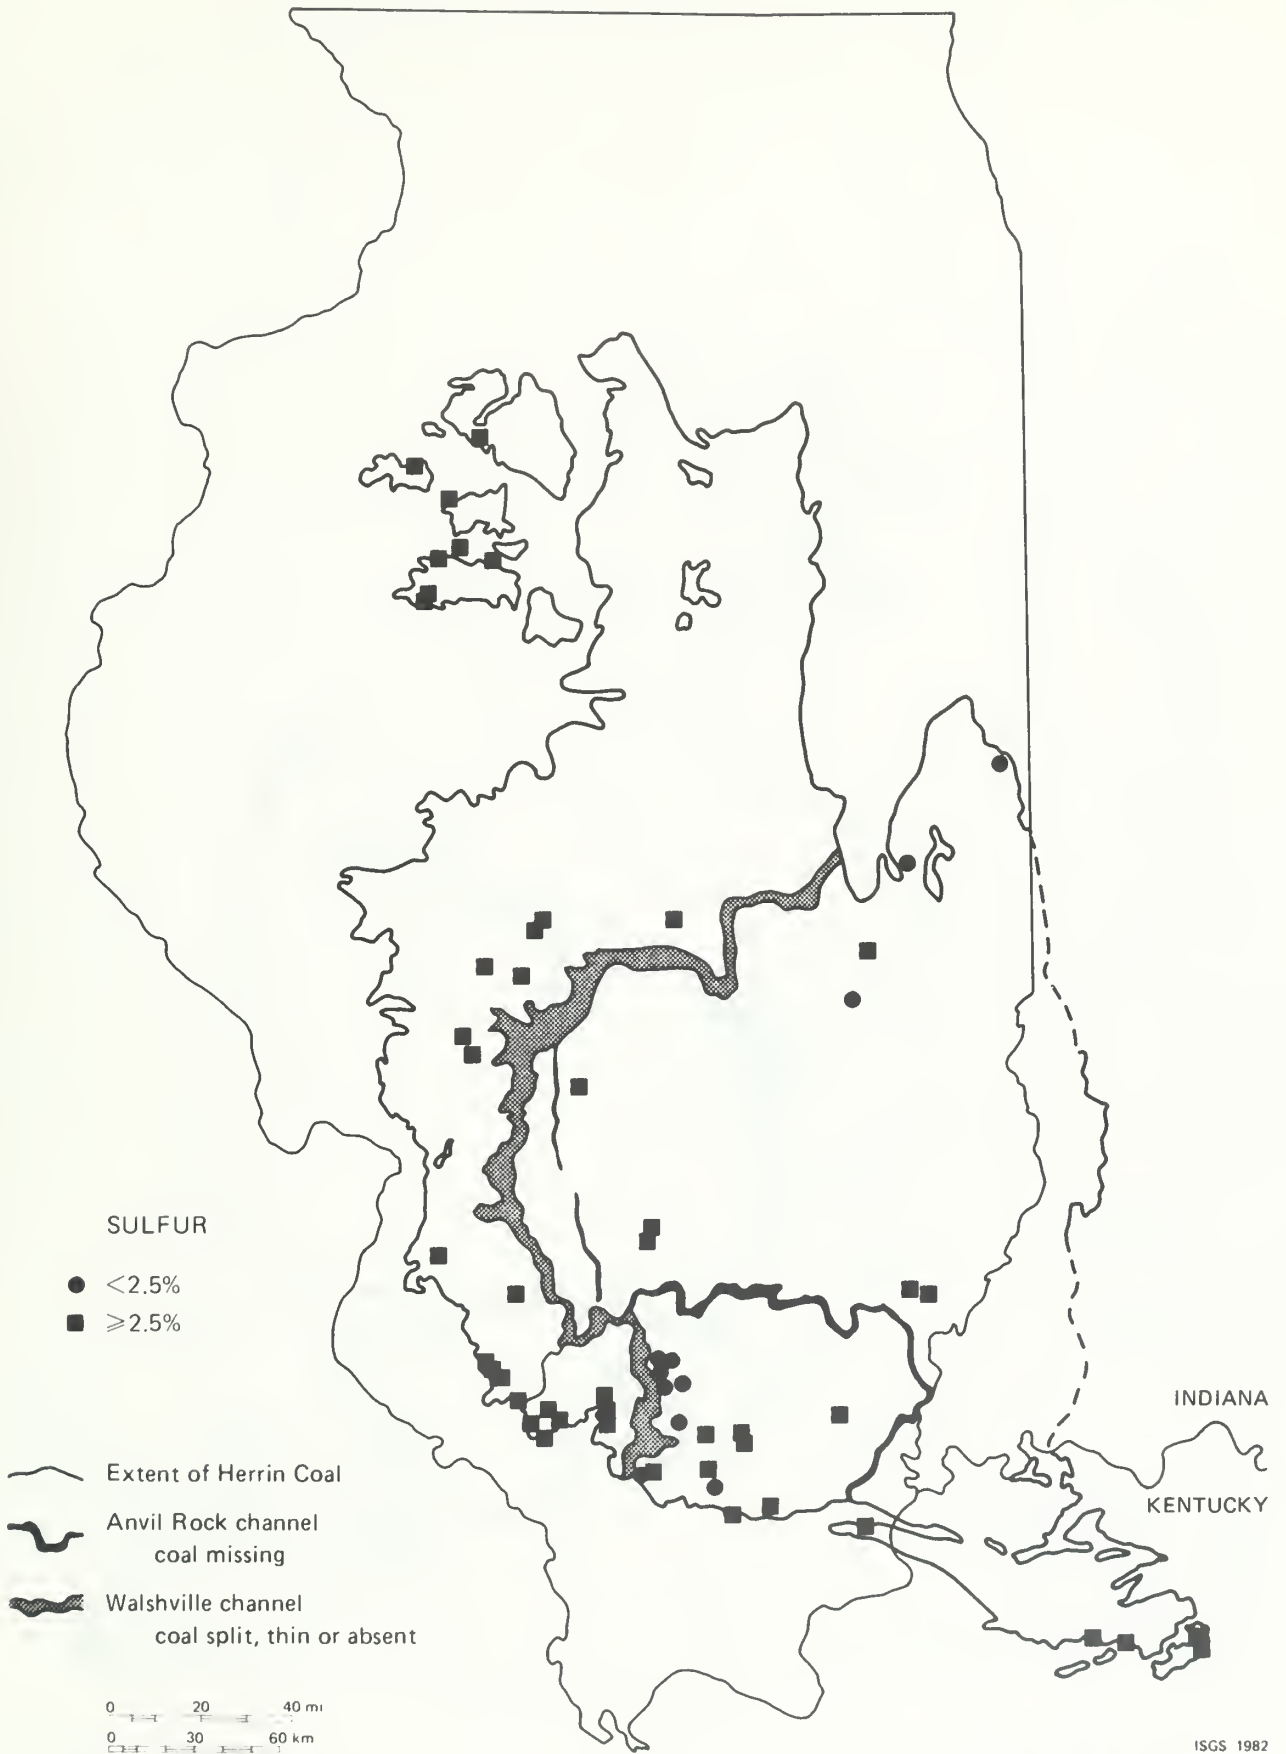 SULFUR
<2.5%
⩾2.5%
INDIANA
KENTUCKY
Extent of Herrin Coal
Anvil Rock channel
coal missing
Walshville channel
coal split, thin or absent
0 20 40 mi
0 30 60 km
ISGS 1982